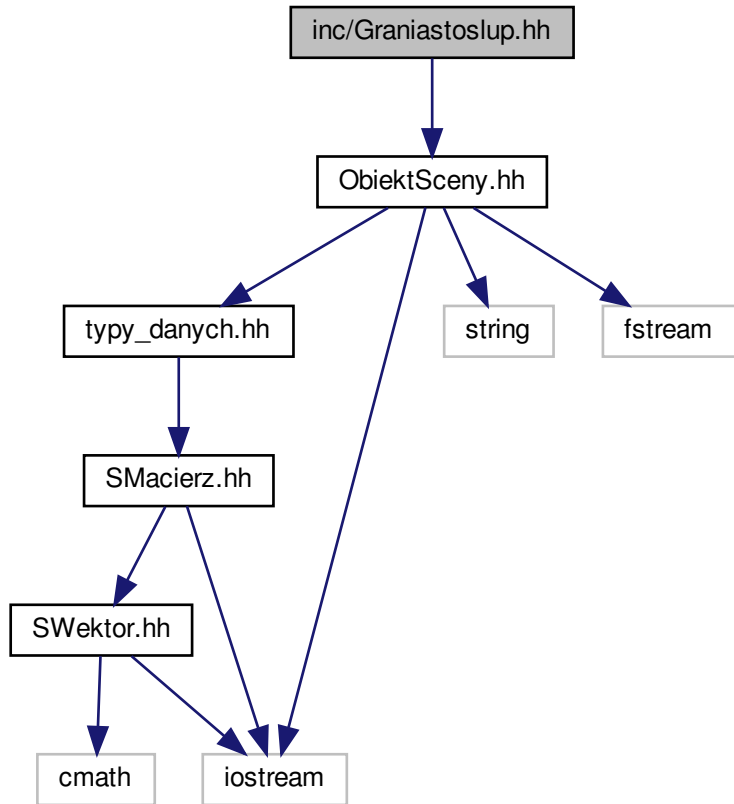 inc/Graniastoslup.hh
ObiektSceny.hh
typy_danych.hh
string
fstream
SMacierz.hh
SWektor.hh
cmath
iostream